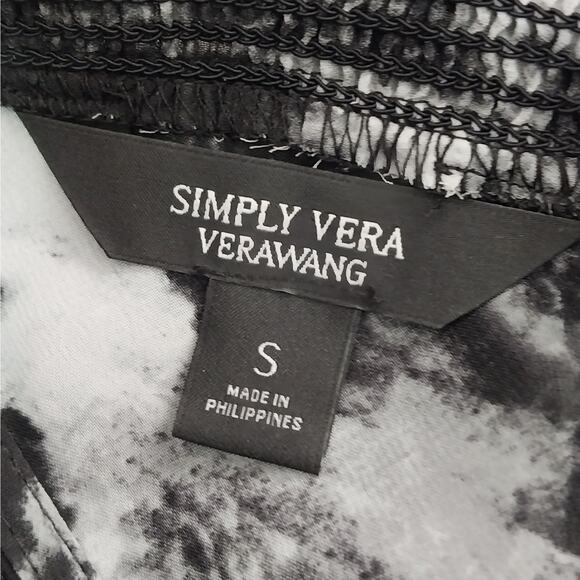 SIMPLY VERA
VERAWANG
S
MADE IN
PHILIPPINES